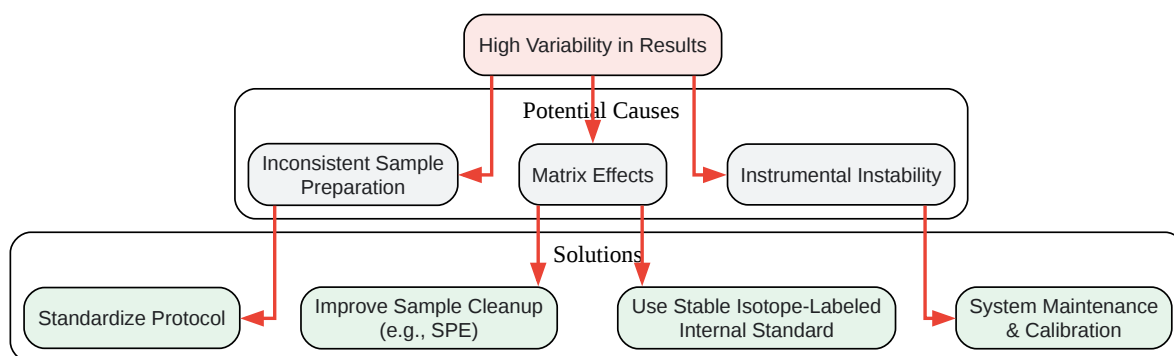 High Variability in Results
Potential Causes
Inconsistent Sample
Preparation
Matrix Effects
Instrumental Instability
Solutions
Standardize Protocol
Improve Sample Cleanup
(e.g., SPE)
Use Stable Isotope-Labeled
Internal Standard
System Maintenance
& Calibration